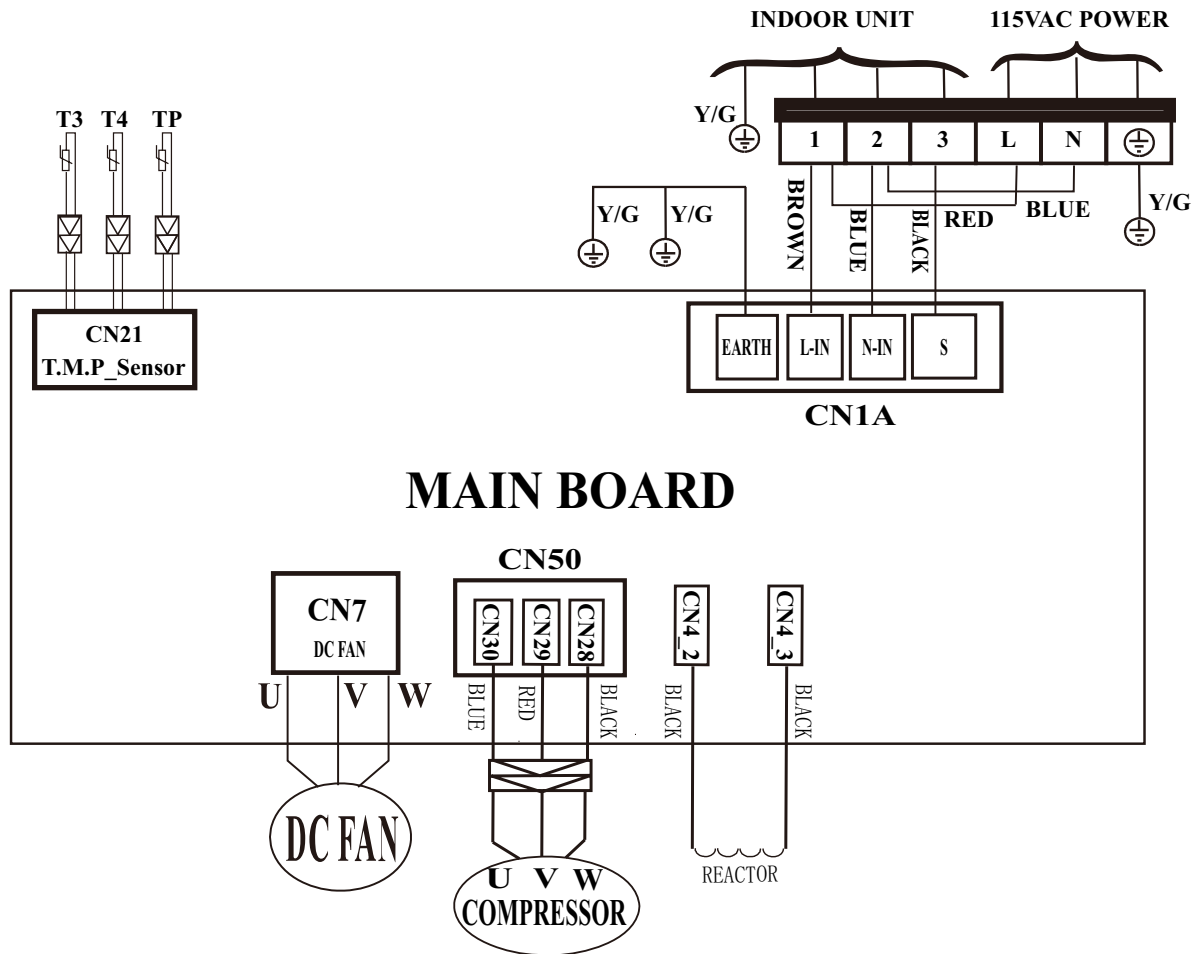 INDOOR UNIT 115VAC POWER
T3 T4 TP
Y/G
1 2 3 L N
Y/G Y/G BROWN BLUE BLACK RED BLUE Y/G
CN21
T.M.P_Sensor
EARTH L-IN N-IN S
CN1A
MAIN BOARD
CN7
DC FAN
CN50
CN30 CN29 CN28
CN4_2 CN4_3
U V W
BLUE RED BLACK BLACK BLACK
DC FAN
U V W
COMPRESSOR
REACTOR